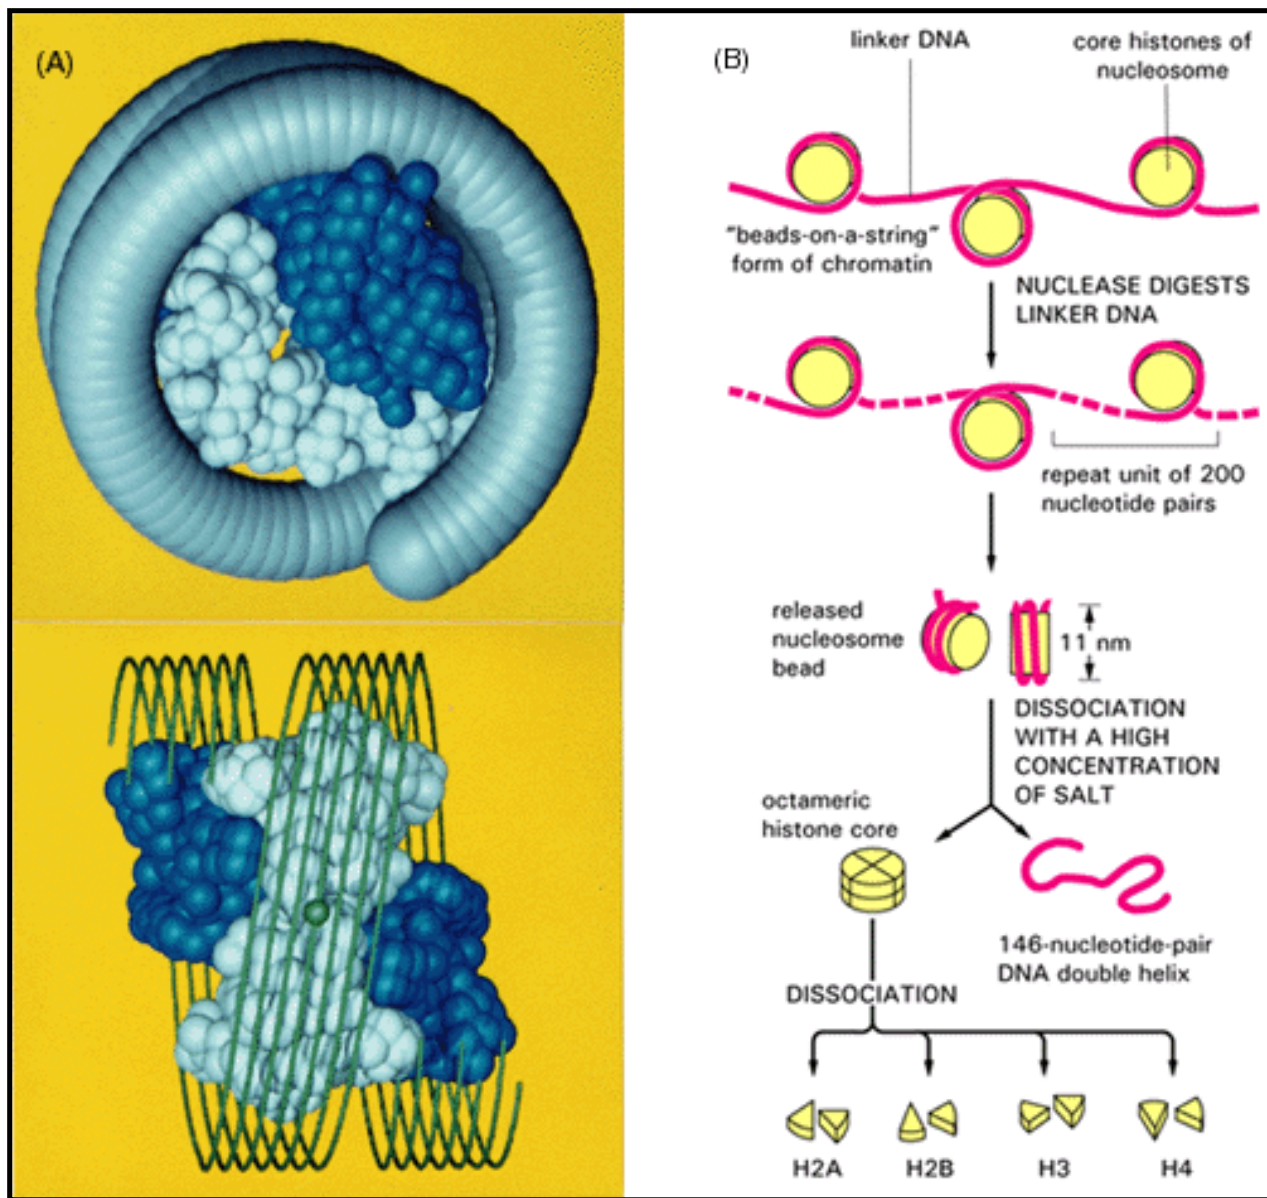 (A)
(B)
linker DNA
core histones of
nucleosome
"beads-on-a-string"
form of chromatin
NUCLEASE DIGESTS
LINKER DNA
repeat unit of 200
nucleotide pairs
released
nucleosome
bead
11 nm
DISSOCIATION
WITH A HIGH
CONCENTRATION
OF SALT
octameric
histone core
146-nucleotide-pair
DNA double helix
DISSOCIATION
H2A
H2B
H3
H4